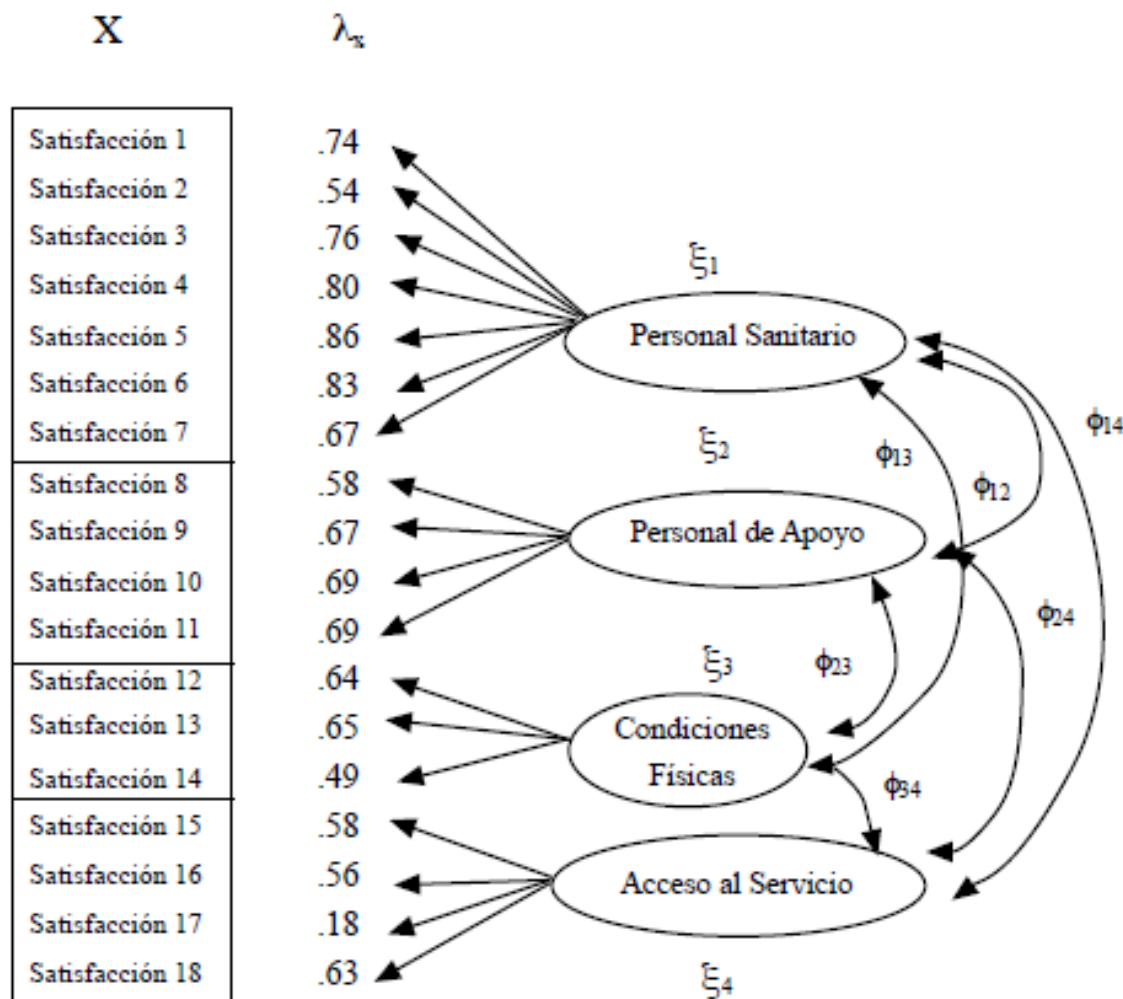 X λx
Satisfacción 1 .74
Satisfacción 2 .54
Satisfacción 3 .76
ξ1
Satisfacción 4 .80
Satisfacción 5 .86 Personal Sanitario
Satisfacción 6 .83
Satisfacción 7 .67
ϕ14
ξ2 ϕ13
Satisfacción 8 .58
ϕ12
Satisfacción 9 .67 Personal de Apoyo
Satisfacción 10 .69
ϕ24
Satisfacción 11 .69
ξ3 ϕ23
Satisfacción 12 .64
Satisfacción 13 .65 Condiciones
Satisfacción 14 .49 Físicas
ϕ34
Satisfacción 15 .58
Satisfacción 16 .56 Acceso al Servicio
Satisfacción 17 .18
Satisfacción 18 .63
ξ4